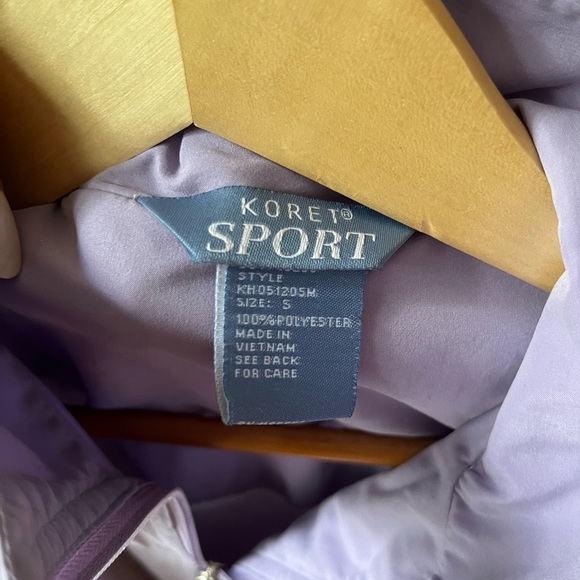 KORET®
SPORT
STYLE
KH051205M
SIZE: S
100%POLYESTER
MADE IN
VIETNAM
SEE BACK
FOR CARE